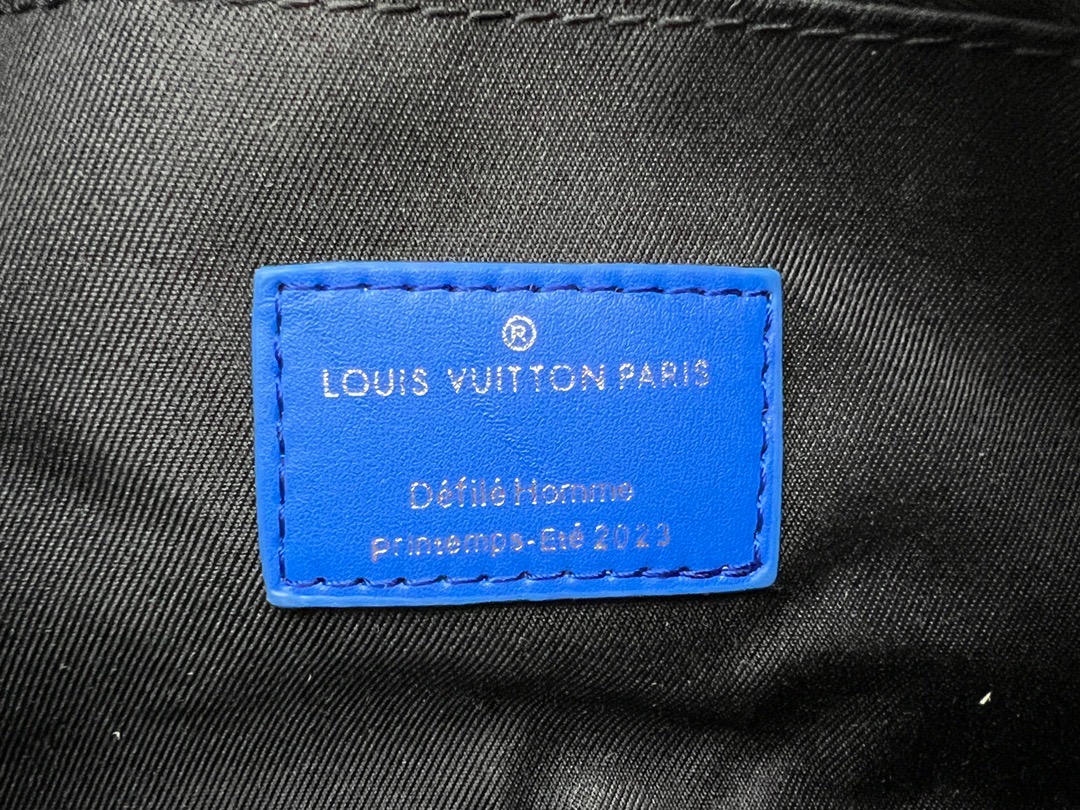 ®
LOUIS VUITTON PARIS
Défilé Homme
printemps-Eté 2023